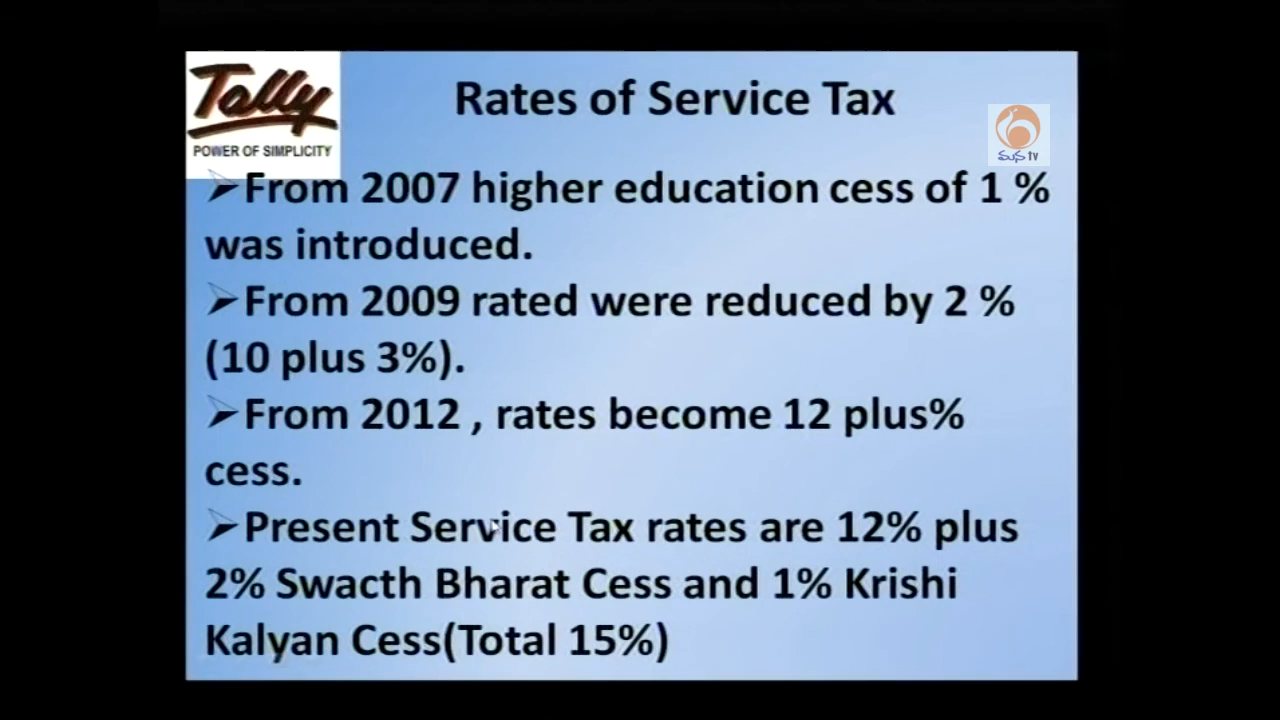 Tally
POWER OF SIMPLICITY
Rates of Service Tax
మన tv
➢From 2007 higher education cess of 1 %
was introduced.
➢From 2009 rated were reduced by 2 %
(10 plus 3%).
➢From 2012 , rates become 12 plus%
cess.
➢Present Service Tax rates are 12% plus
2% Swacth Bharat Cess and 1% Krishi
Kalyan Cess(Total 15%)